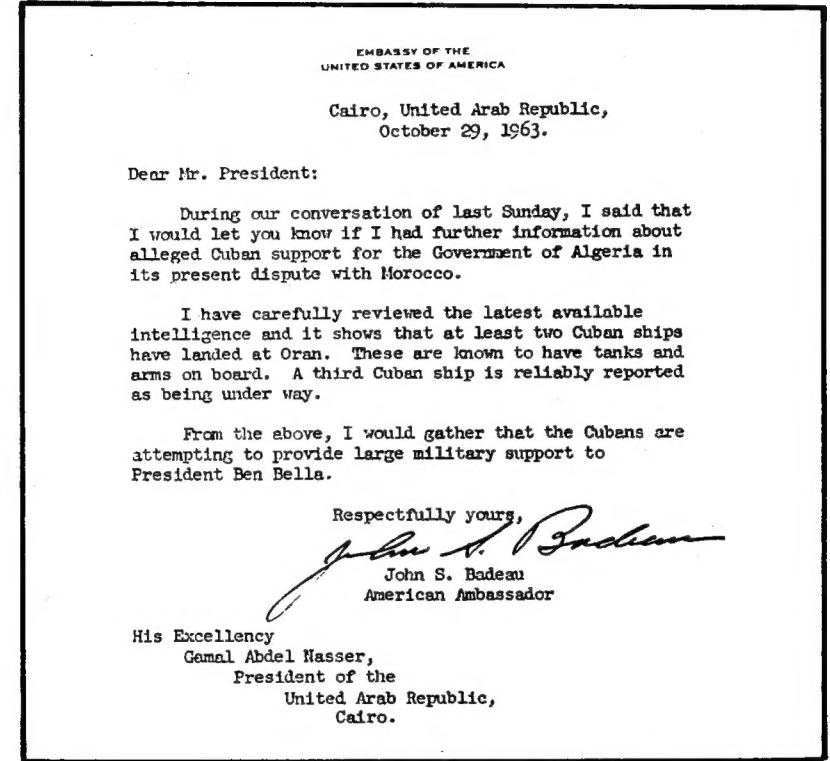 EMBASSY OF THE
UNITED STATES OF AMERICA
Cairo, United Arab Republic,
October 29, 1963.
Dear Mr. President:
During our conversation of last Sunday, I said that
I would let you know if I had further information about
alleged Cuban support for the Government of Algeria in
its present dispute with Morocco.
I have carefully reviewed the latest available
intelligence and it shows that at least two Cuban ships
have landed at Oran. These are known to have tanks and
arms on board. A third Cuban ship is reliably reported
as being under way.
From the above, I would gather that the Cubans are
attempting to provide large military support to
President Ben Bella.
Respectfully yours,
John S. Badeau
John S. Badeau
American Ambassador
His Excellency
Gamal Abdel Nasser,
President of the
United Arab Republic,
Cairo.